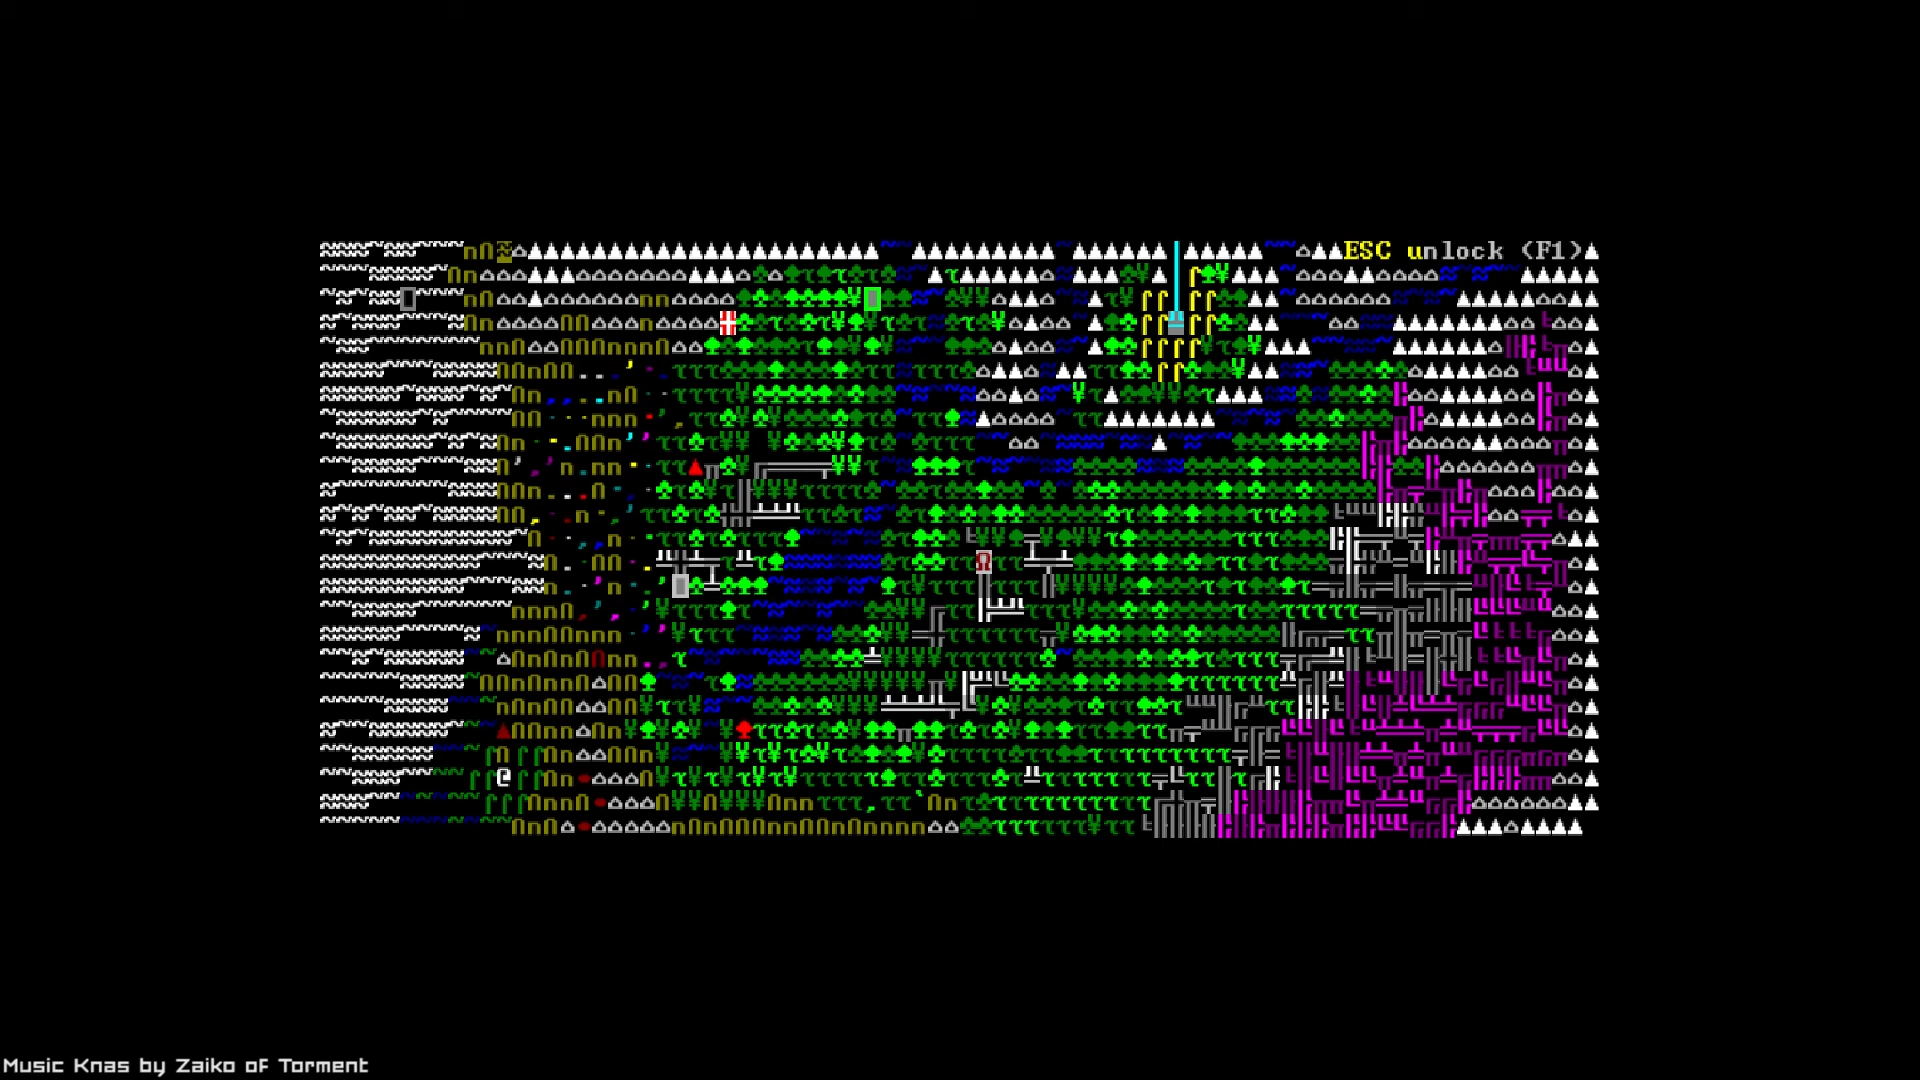 ESC unlock (F1)
Music Knas by Zaiko of Torment